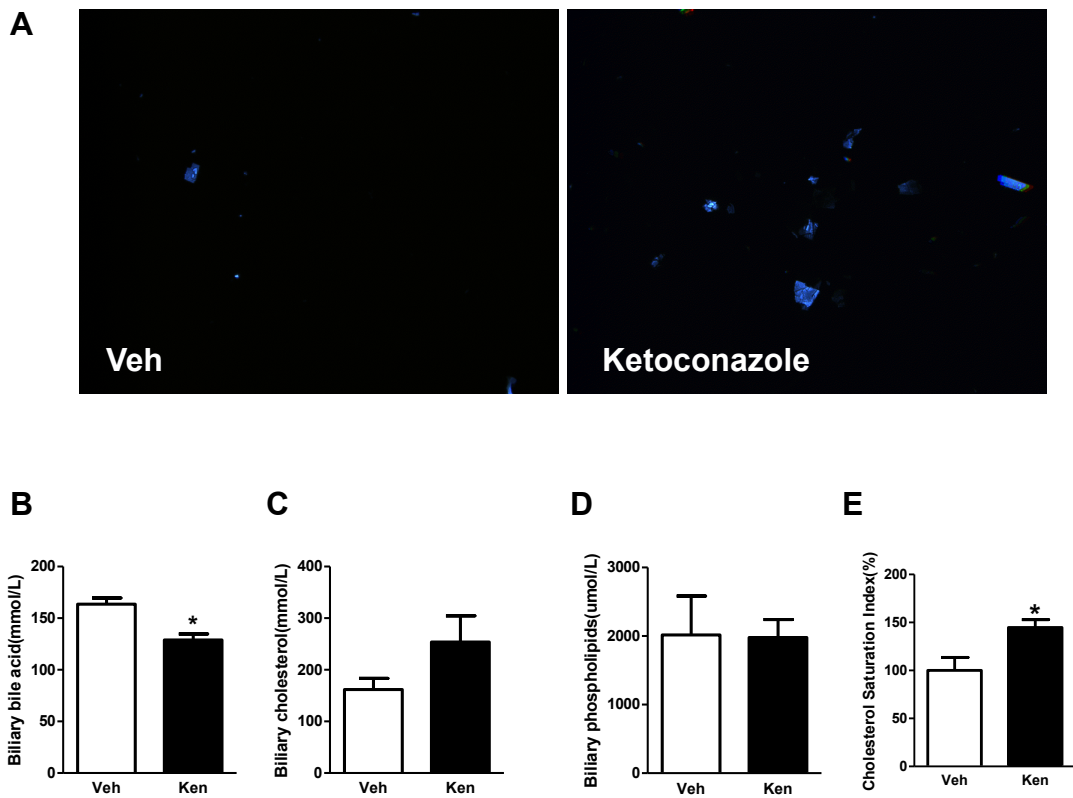 A
Veh
Ketoconazole
B
Biliary bile acid(mmol/L)
200
150
100
50
0
*
Veh
Ken
C
Biliary cholesterol(mmol/L)
400
300
200
100
0
Veh
Ken
D
Biliary phospholipids(umol/L)
3000
2000
1000
0
Veh
Ken
E
Cholesterol Saturation Index(%)
200
150
100
50
0
*
Veh
Ken